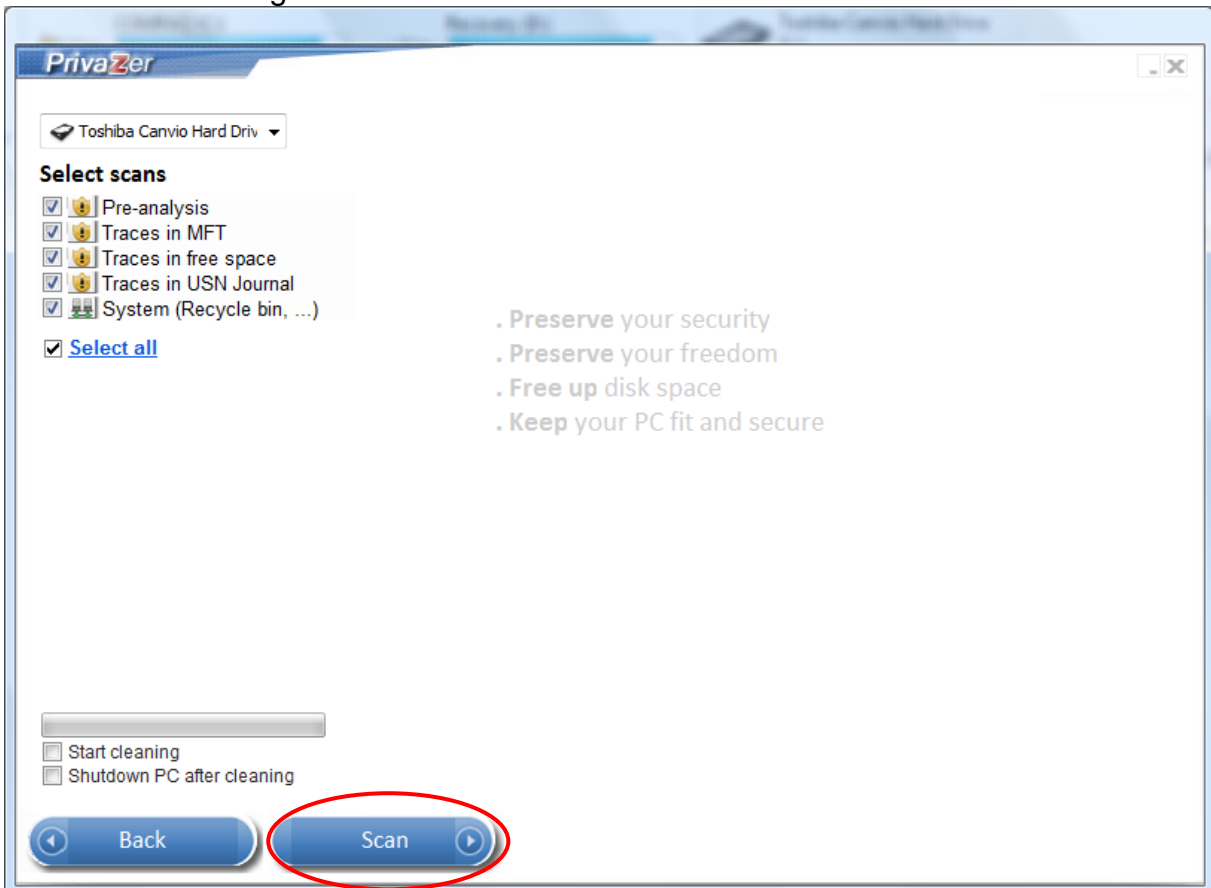 PrivaZer
Toshiba Canvio Hard Driv
Select scans
Pre-analysis
Traces in MFT
Traces in free space
Traces in USN Journal
System (Recycle bin, ...)
Select all
. Preserve your security
. Preserve your freedom
. Free up disk space
. Keep your PC fit and secure
Start cleaning
Shutdown PC after cleaning
Back
Scan